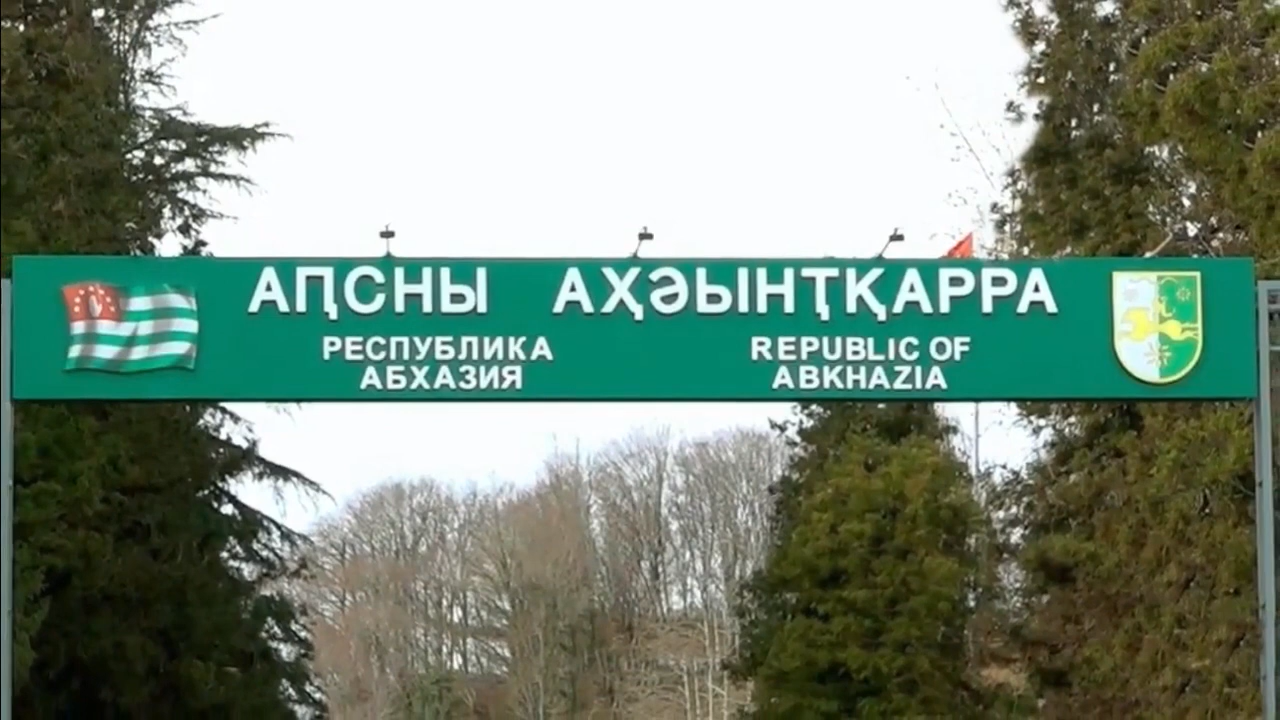 АԤСНЫ АҲӘЫНҬҚАРРА
РЕСПУБЛИКА
АБХАЗИЯ
REPUBLIC OF
ABKHAZIA